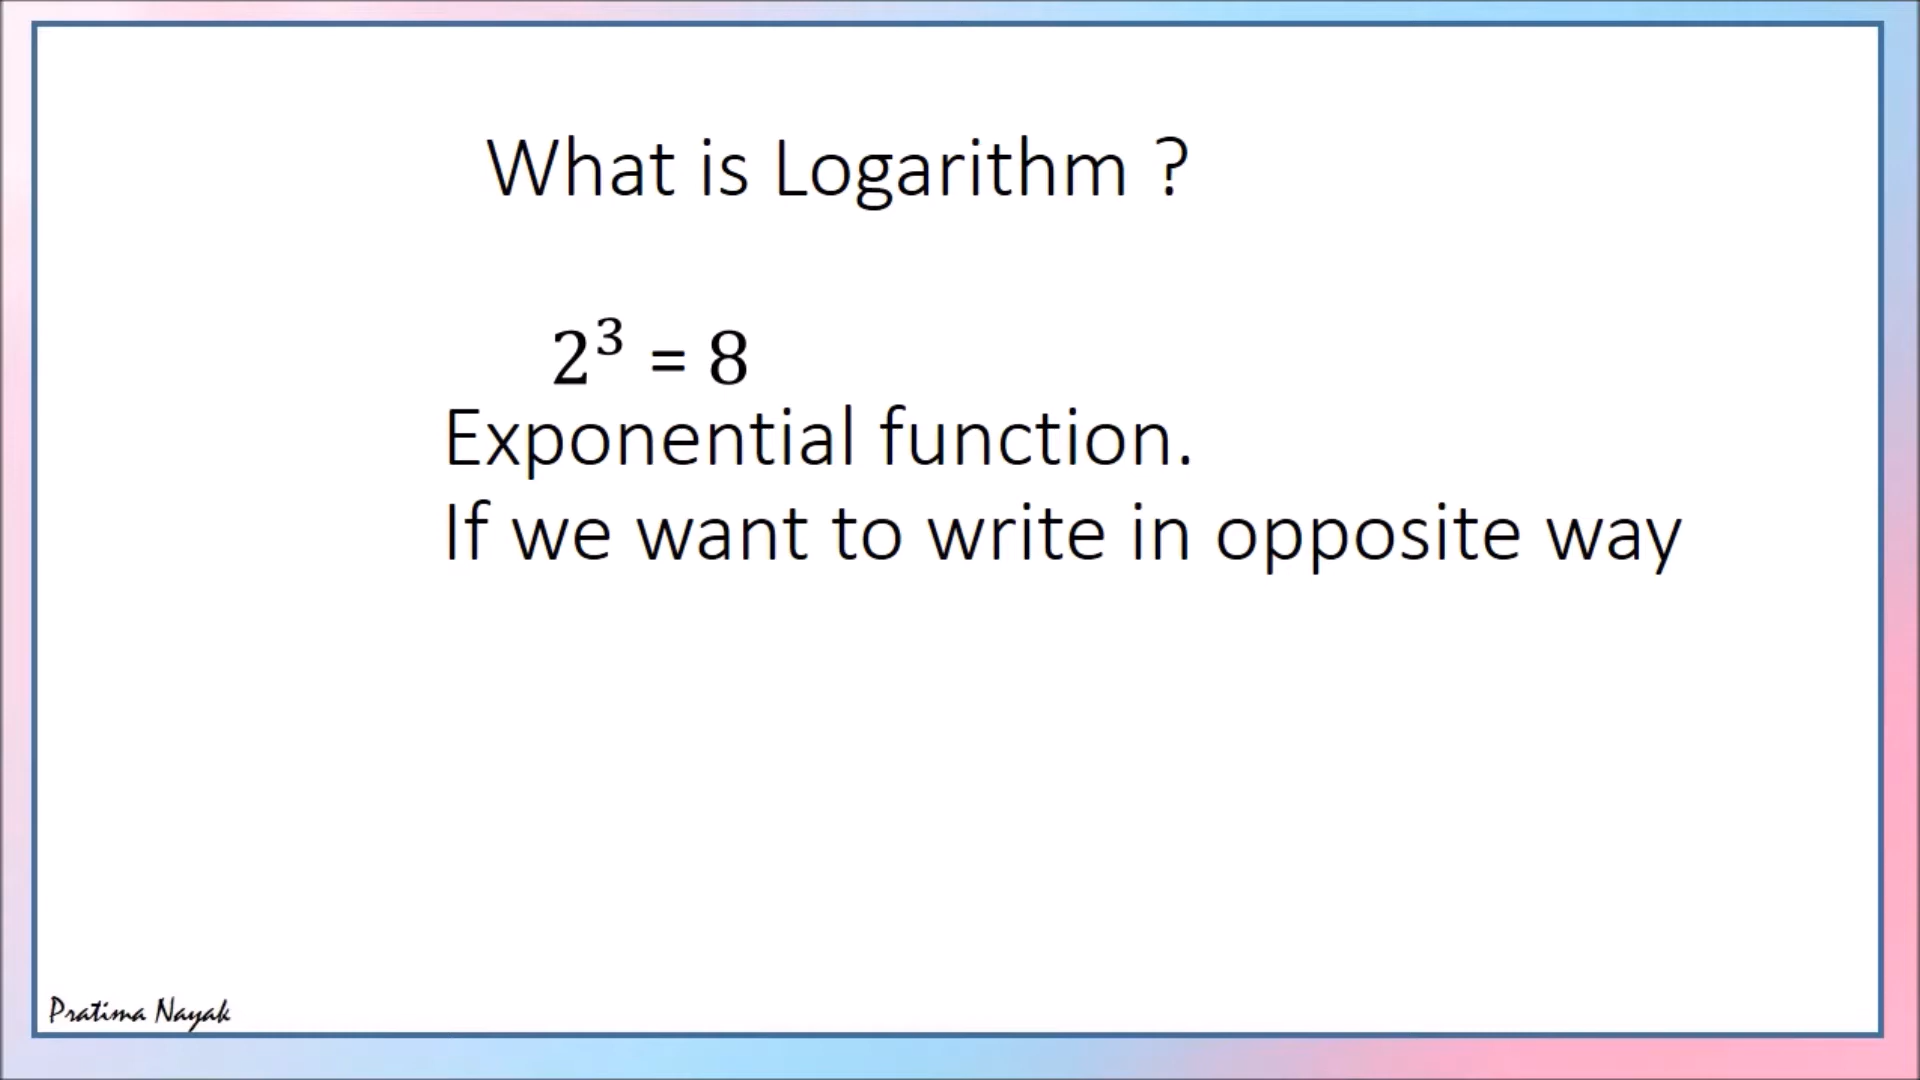 What is Logarithm ?
2³ = 8
Exponential function.
If we want to write in opposite way
Pratima Nayak